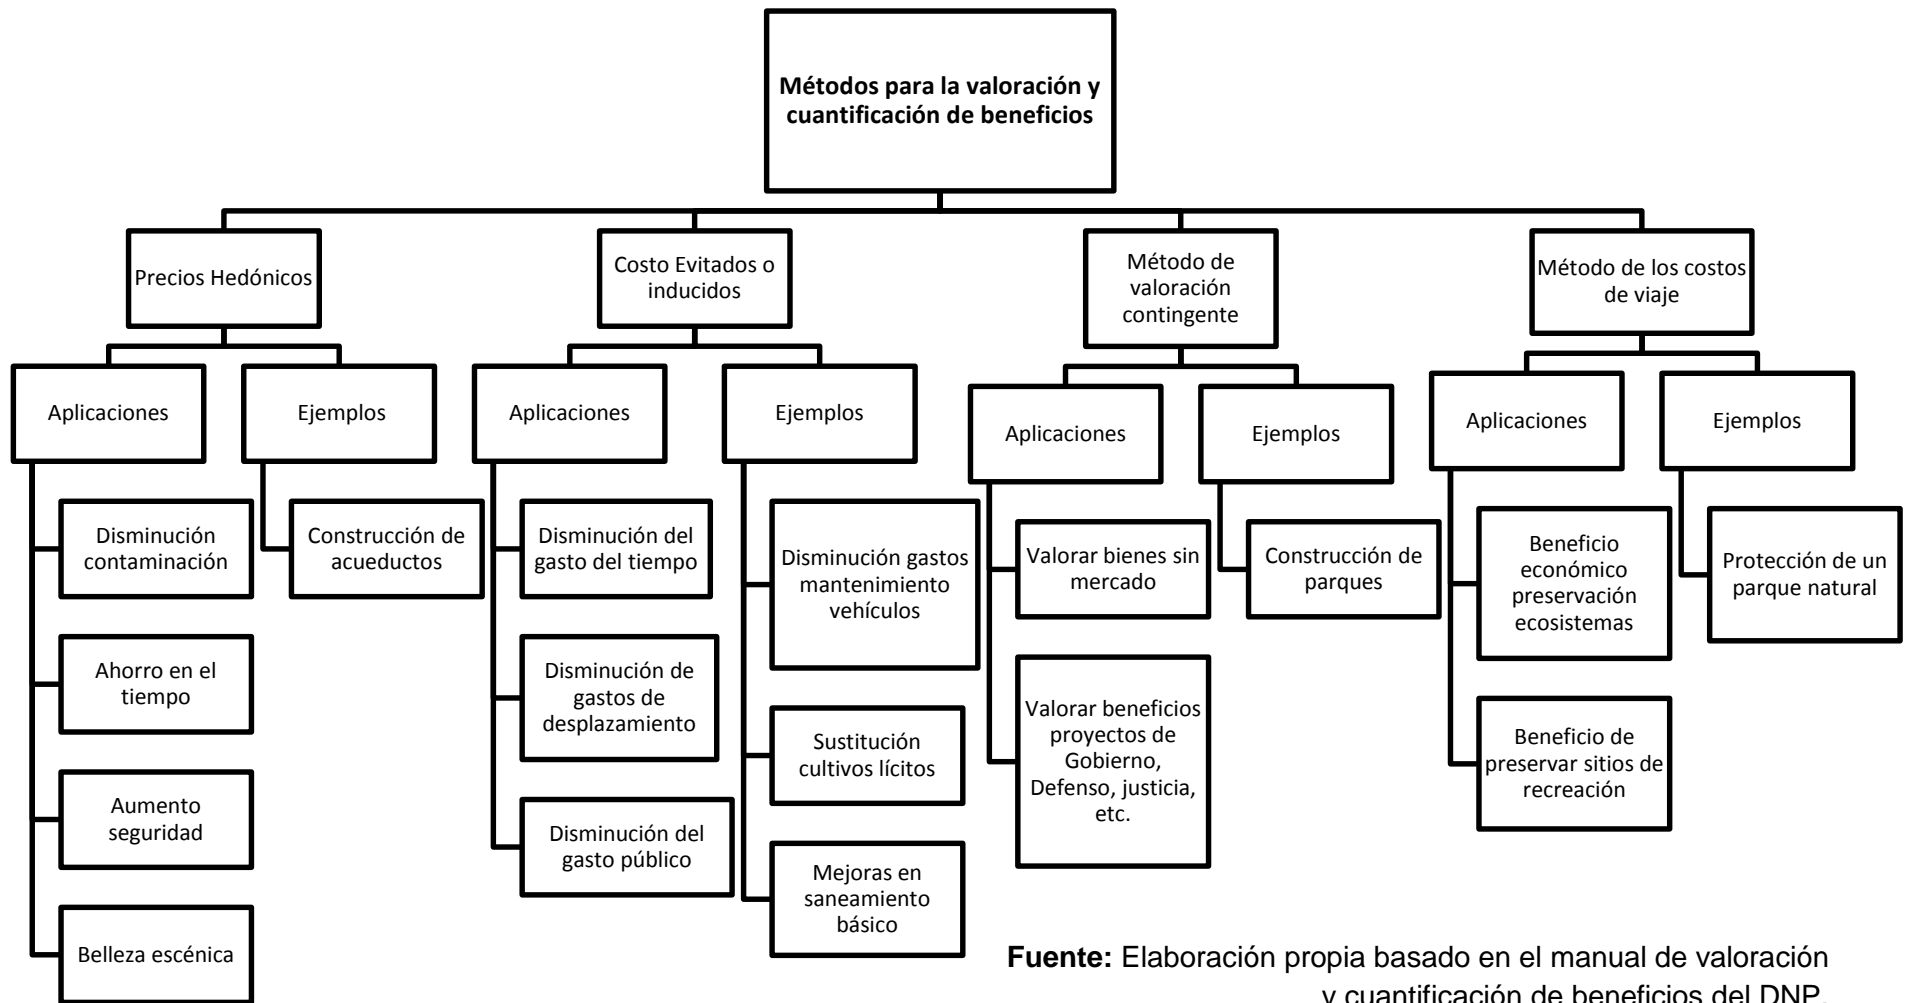 Métodos para la valoración y
cuantificación de beneficios
Precios Hedónicos
Aplicaciones
Disminución
contaminación
Ahorro en el
tiempo
Aumento
seguridad
Belleza escénica
Ejemplos
Construcción de
acueductos
Costo Evitados o
inducidos
Aplicaciones
Disminución del
gasto del tiempo
Disminución de
gastos de
desplazamiento
Disminución del
gasto público
Ejemplos
Disminución gastos
mantenimiento
vehículos
Sustitución
cultivos lícitos
Mejoras en
saneamiento
básico
Método de
valoración
contingente
Aplicaciones
Valorar bienes sin
mercado
Valorar beneficios
proyectos de
Gobierno,
Defenso, justicia,
etc.
Ejemplos
Construcción de
parques
Método de los costos
de viaje
Aplicaciones
Beneficio
económico
preservación
ecosistemas
Beneficio de
preservar sitios de
recreación
Ejemplos
Protección de un
parque natural
Fuente: Elaboración propia basado en el manual de valoración
y cuantificación de beneficios del DNP.